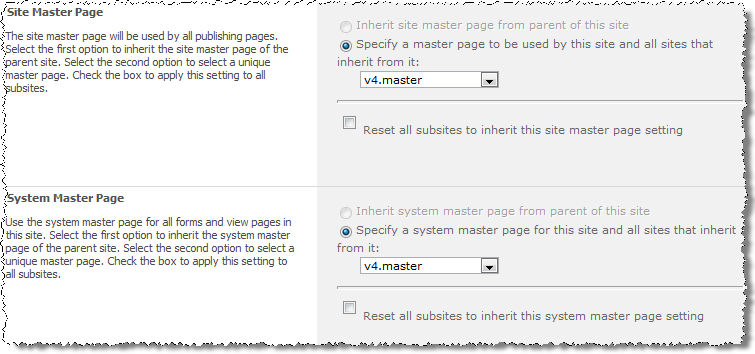 Site Master Page
The site master page will be used by all publishing pages.
Select the first option to inherit the site master page of the
parent site. Select the second option to select a unique
master page. Check the box to apply this setting to all
subsites.
Inherit site master page from parent of this site
Specify a master page to be used by this site and all sites that
inherit from it:
v4.master
Reset all subsites to inherit this site master page setting
System Master Page
Use the system master page for all forms and view pages in
this site. Select the first option to inherit the system master
page of the parent site. Select the second option to select a
unique master page. Check the box to apply this setting to
all subsites.
Inherit system master page from parent of this site
Specify a system master page for this site and all sites that inherit
from it:
v4.master
Reset all subsites to inherit this system master page setting